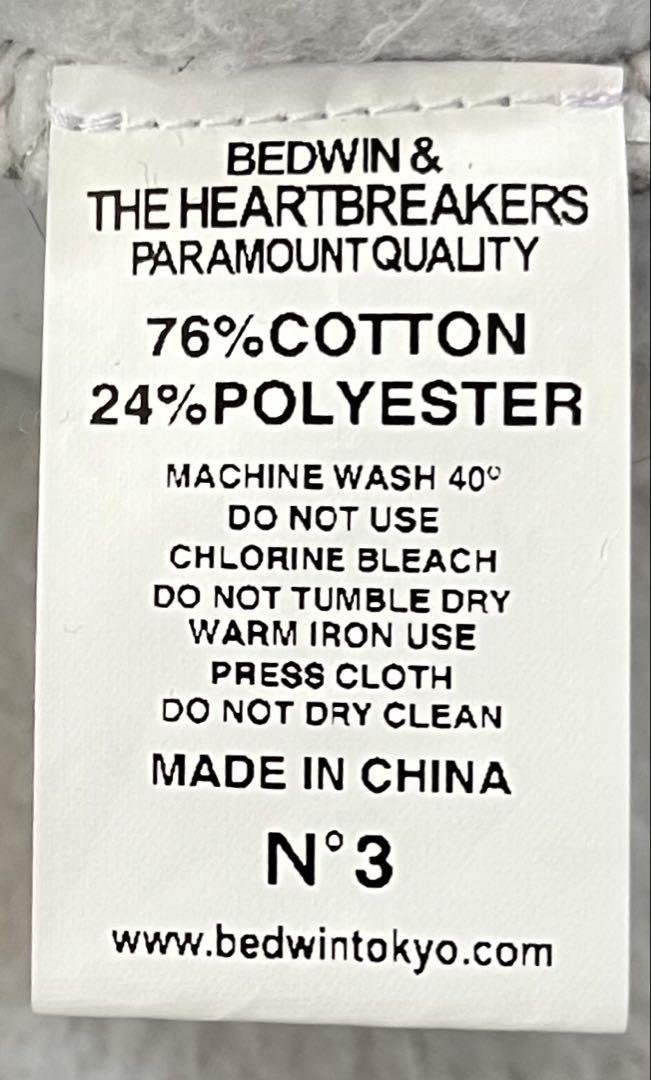 BEDWIN &
THE HEARTBREAKERS
PARAMOUNT QUALITY
76%COTTON
24%POLYESTER
MACHINE WASH 40°
DO NOT USE
CHLORINE BLEACH
DO NOT TUMBLE DRY
WARM IRON USE
PRESS CLOTH
DO NOT DRY CLEAN
MADE IN CHINA
N°3
www.bedwintokyo.com